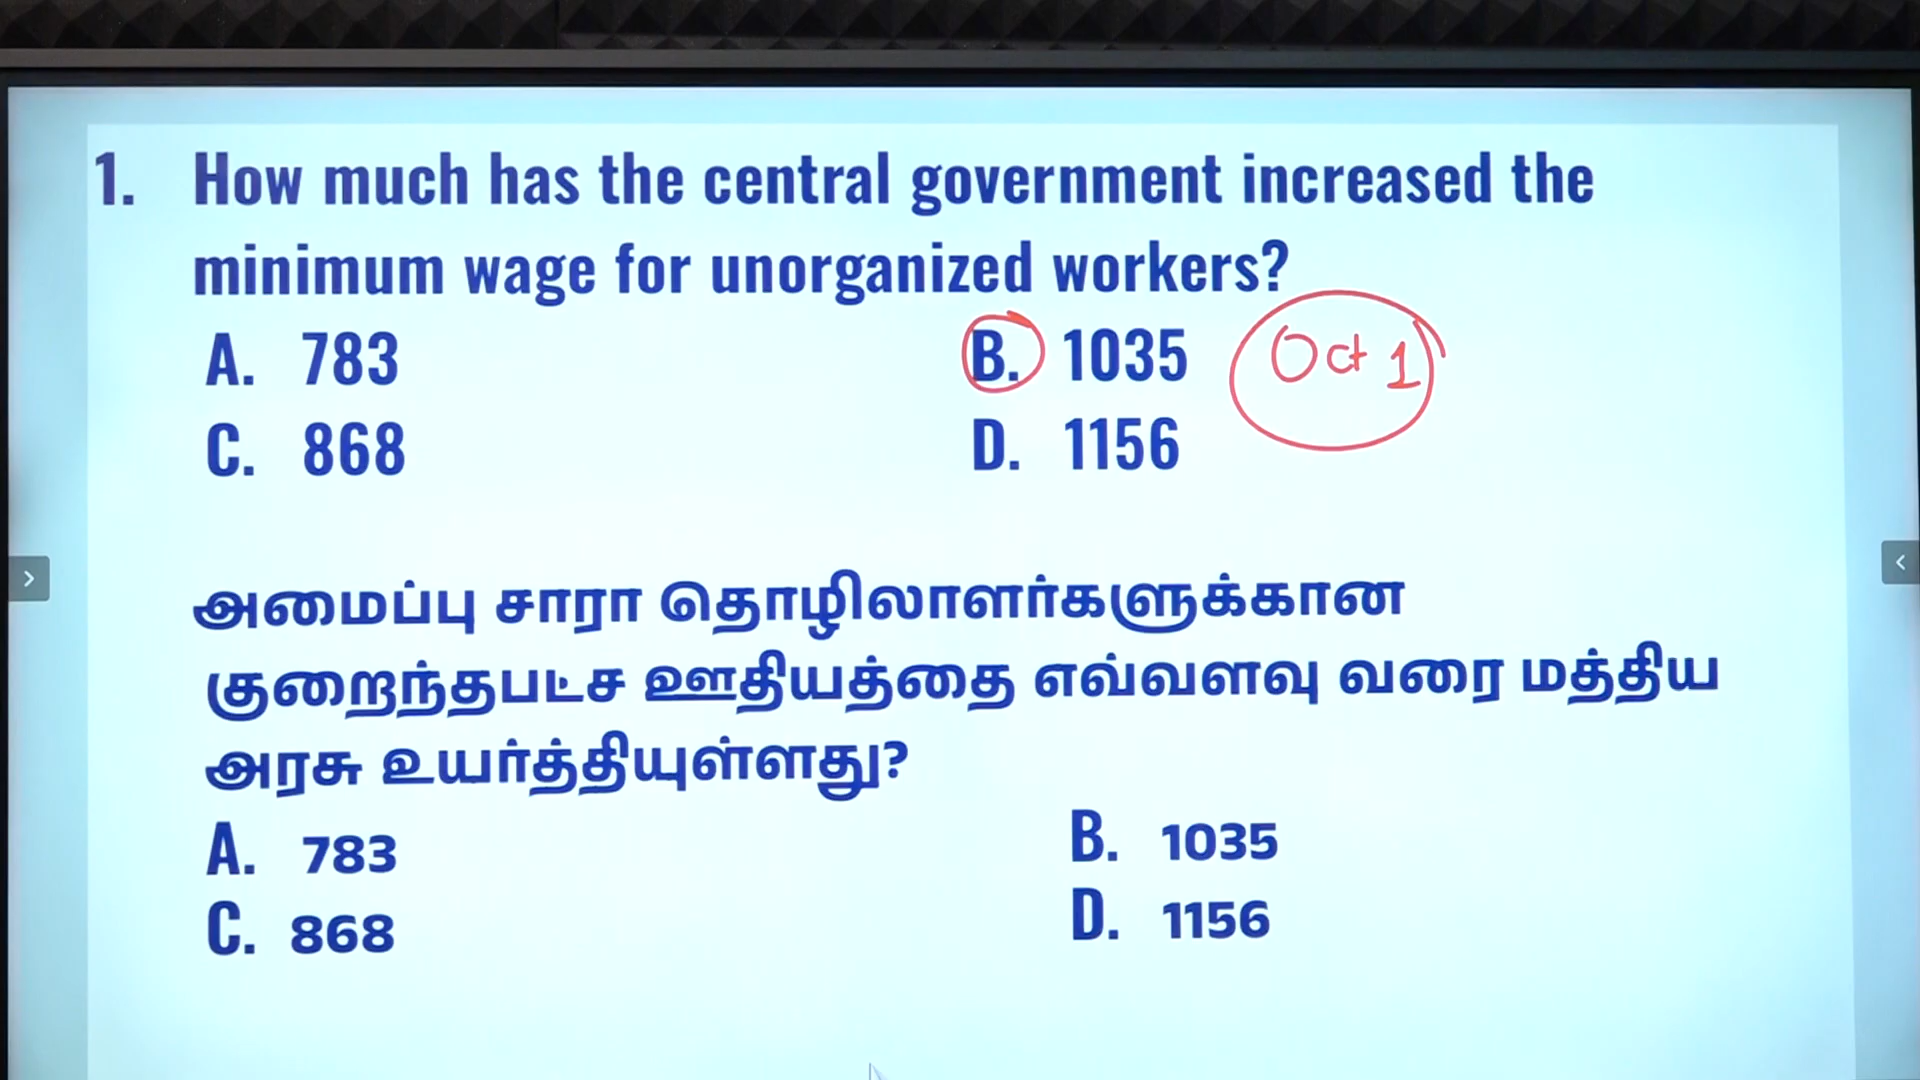 1. How much has the central government increased the
minimum wage for unorganized workers?
A. 783 B. 1035 Oct 1
C. 868 D. 1156
அமைப்பு சாரா தொழிலாளர்களுக்கான
குறைந்தபட்ச ஊதியத்தை எவ்வளவு வரை மத்திய
அரசு உயர்த்தியுள்ளது?
A. 783 B. 1035
C. 868 D. 1156